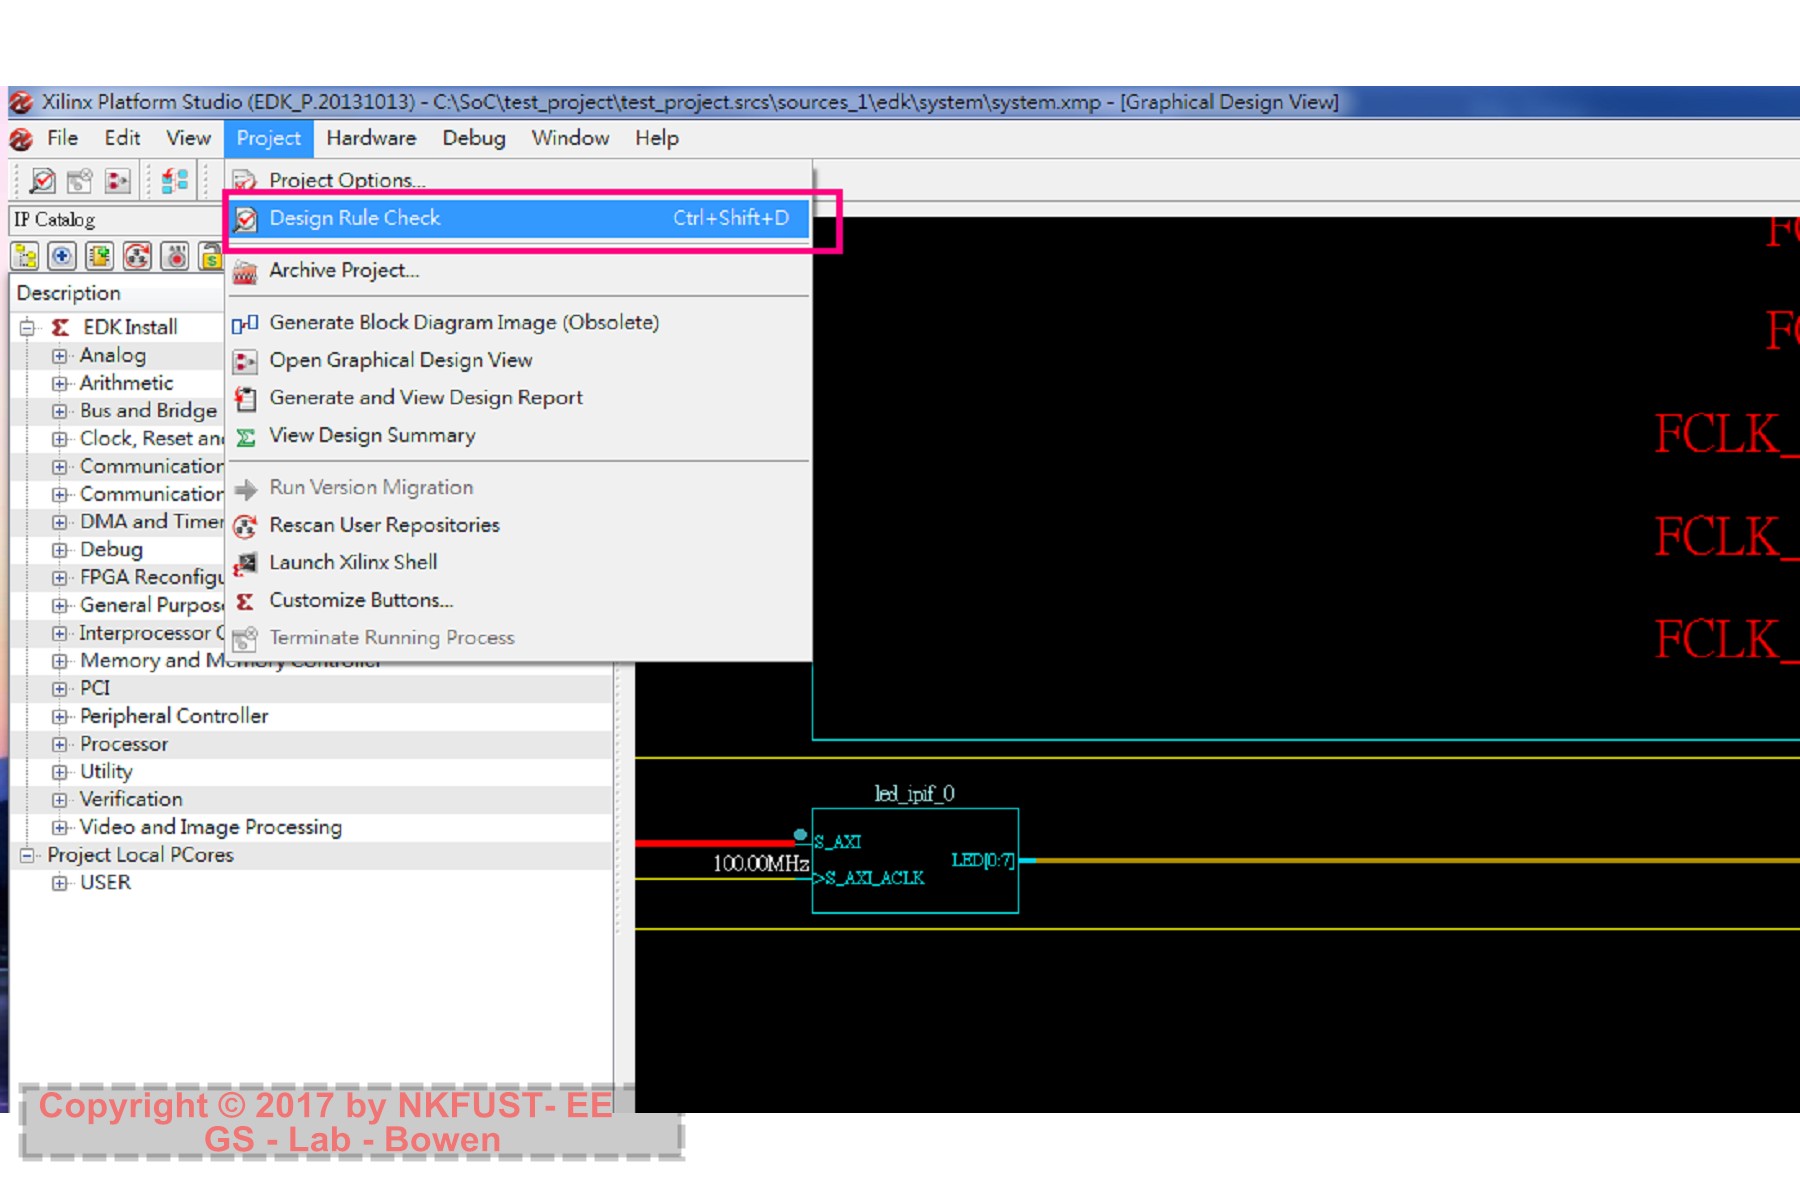 Xilinx Platform Studio (EDK_P.20131013) - C:\SoC\test_project\test_project.srcs\sources_1\edk\system\system.xmp - [Graphical Design View]
File Edit View Project Hardware Debug Window Help
Project Options...
IP Catalog
Design Rule Check Ctrl+Shift+D
Archive Project...
Description
Generate Block Diagram Image (Obsolete)
EDK Install
Analog
Open Graphical Design View
Arithmetic
Generate and View Design Report
Bus and Bridge
Clock, Reset an
View Design Summary
Communication
Run Version Migration
Communication
DMA and Timer
Rescan User Repositories
Debug
Launch Xilinx Shell
FPGA Reconfigu
General Purpose
Customize Buttons...
Interprocessor
Terminate Running Process
Memory and Memory Controller
PCI
Peripheral Controller
Processor
Utility
Verification
Video and Image Processing
Project Local PCores
USER
FC
FC
FCLK_
FCLK_
FCLK_
led_ipif_0
S_AXI
100.00MHz
LED[0:7]
>S_AXI_ACLK
Copyright © 2017 by NKFUST- EE
GS - Lab - Bowen